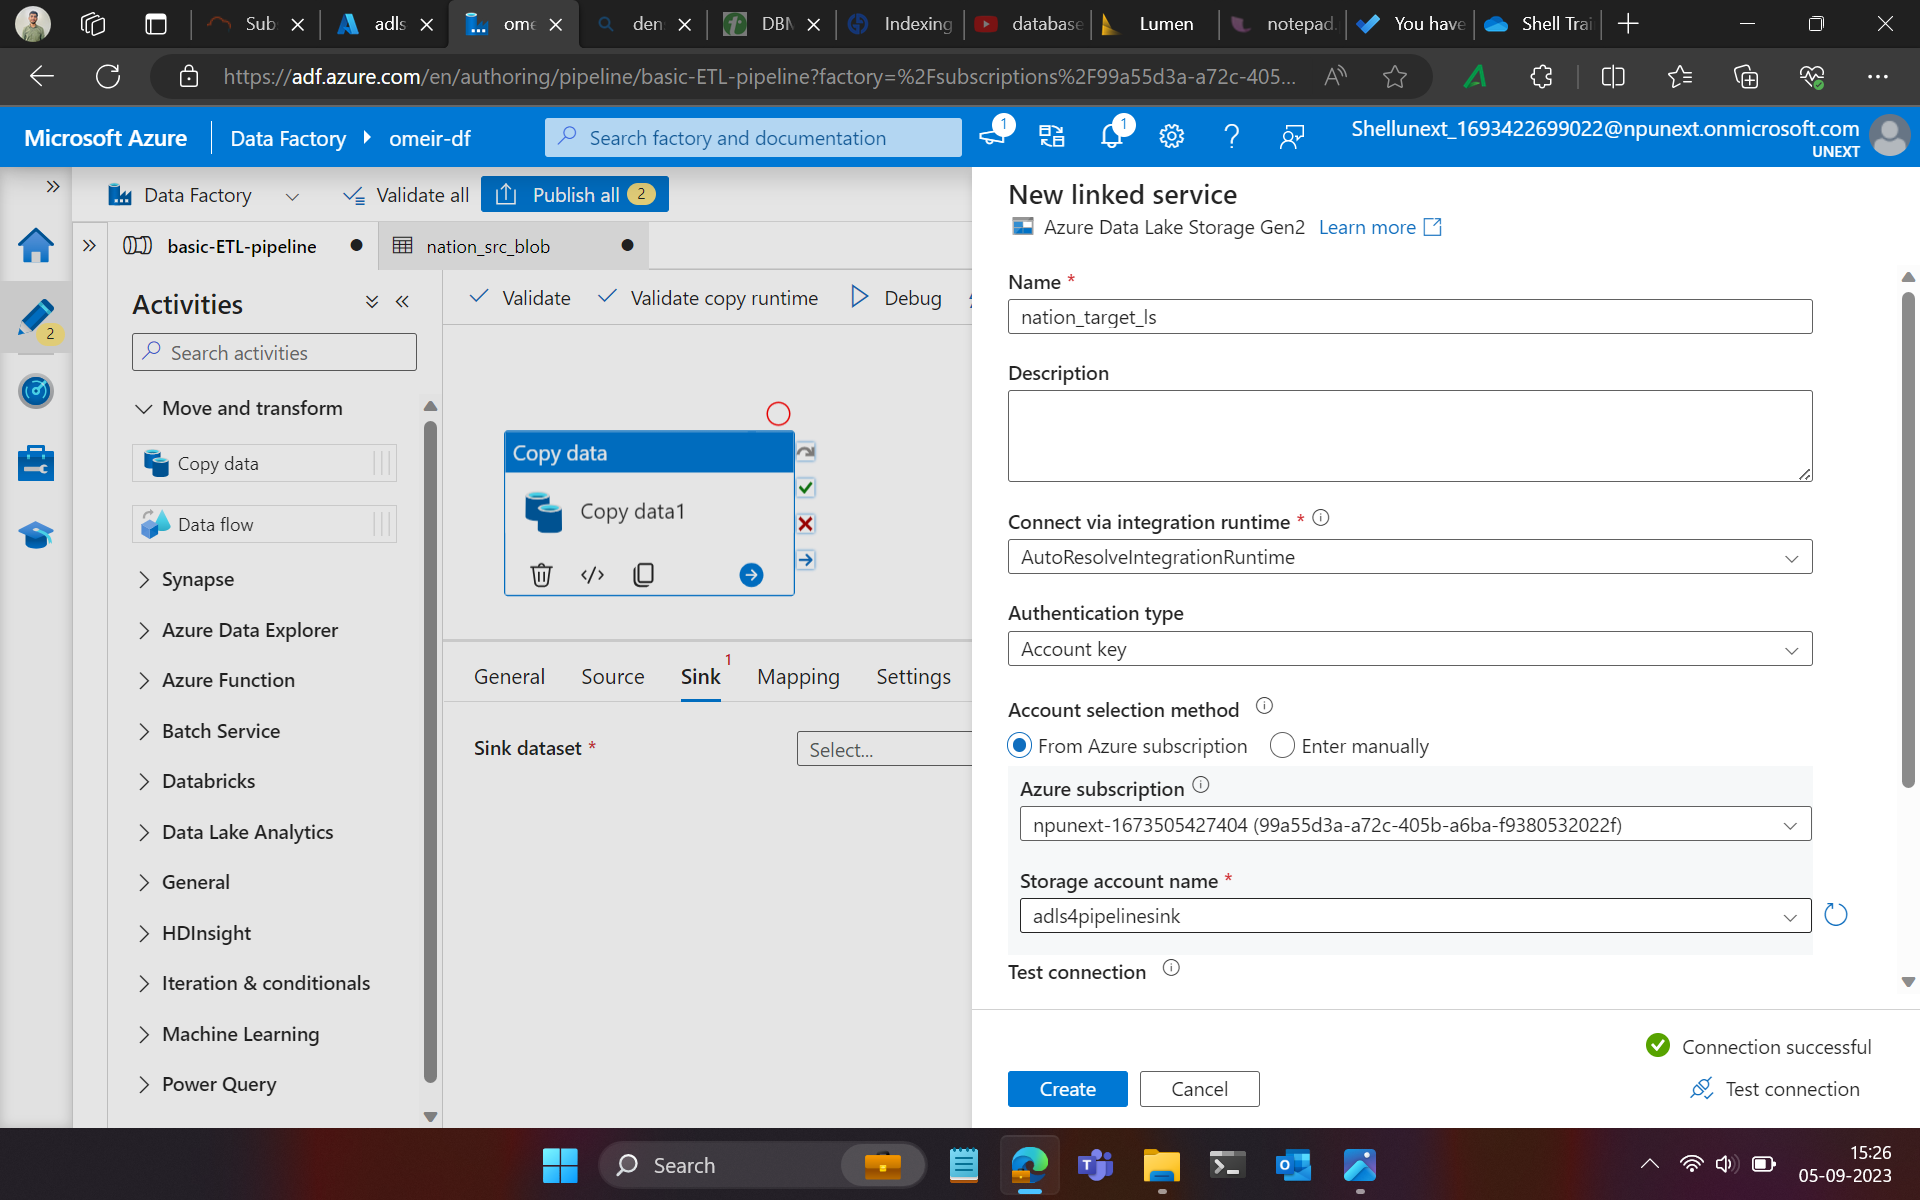 Sub
adls
ome
den
DBM
Indexing
database
Lumen
notepad.
You have
Shell Trai
https://adf.azure.com/en/authoring/pipeline/basic-ETL-pipeline?factory=%2Fsubscriptions%2F99a55d3a-a72c-405...
Microsoft Azure
Data Factory
omeir-df
Search factory and documentation
1
1
Shellunext_1693422699022@npunext.onmicrosoft.com
UNEXT
Data Factory
Validate all
Publish all 2
basic-ETL-pipeline
nation_src_blob
2
Activities
Search activities
Move and transform
Copy data
Data flow
Synapse
Azure Data Explorer
Azure Function
Batch Service
Databricks
Data Lake Analytics
General
HDInsight
Iteration & conditionals
Machine Learning
Power Query
Validate
Validate copy runtime
Debug
Copy data
Copy data1
General
Source
Sink 1
Mapping
Settings
Sink dataset *
Select...
New linked service
Azure Data Lake Storage Gen2 Learn more
Name *
nation_target_ls
Description
Connect via integration runtime *
AutoResolveIntegrationRuntime
Authentication type
Account key
Account selection method
From Azure subscription
Enter manually
Azure subscription
npunext-1673505427404 (99a55d3a-a72c-405b-a6ba-f9380532022f)
Storage account name *
adls4pipelinesink
Test connection
Connection successful
Create
Cancel
Test connection
Search
15:26
05-09-2023